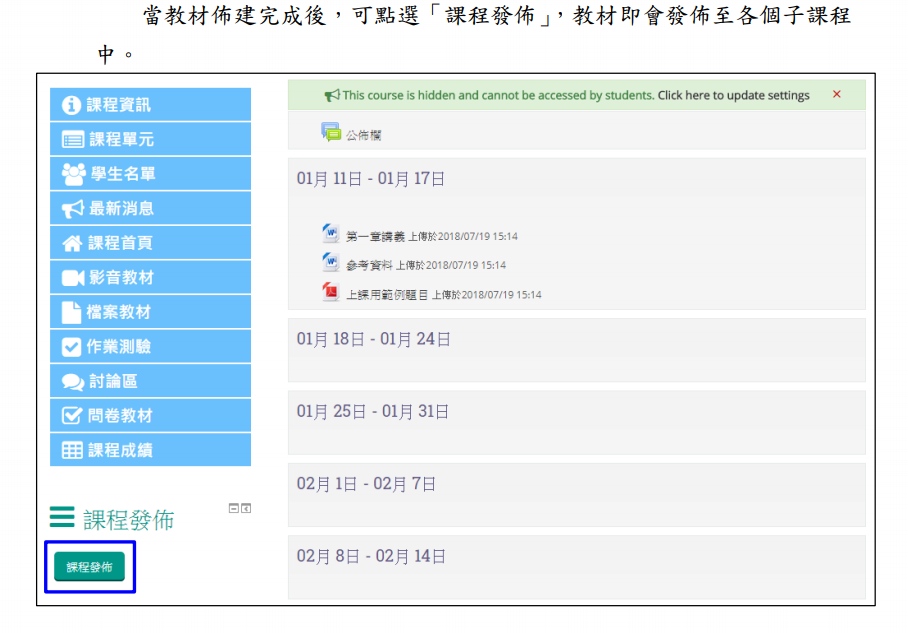 當教材佈建完成後，可點選「課程發佈」，教材即會發佈至各個子課程
中。
課程資訊
課程單元
學生名單
最新消息
課程首頁
影音教材
檔案教材
作業測驗
討論區
問卷教材
課程成績
課程發佈
課程發佈
This course is hidden and cannot be accessed by students. Click here to update settings ×
公佈欄
01月 11日 - 01月 17日
第一章講義 上傳於2018/07/19 15:14
參考資料 上傳於2018/07/19 15:14
上課用範例題目 上傳於2018/07/19 15:14
01月 18日 - 01月 24日
01月 25日 - 01月 31日
02月 1日 - 02月 7日
02月 8日 - 02月 14日